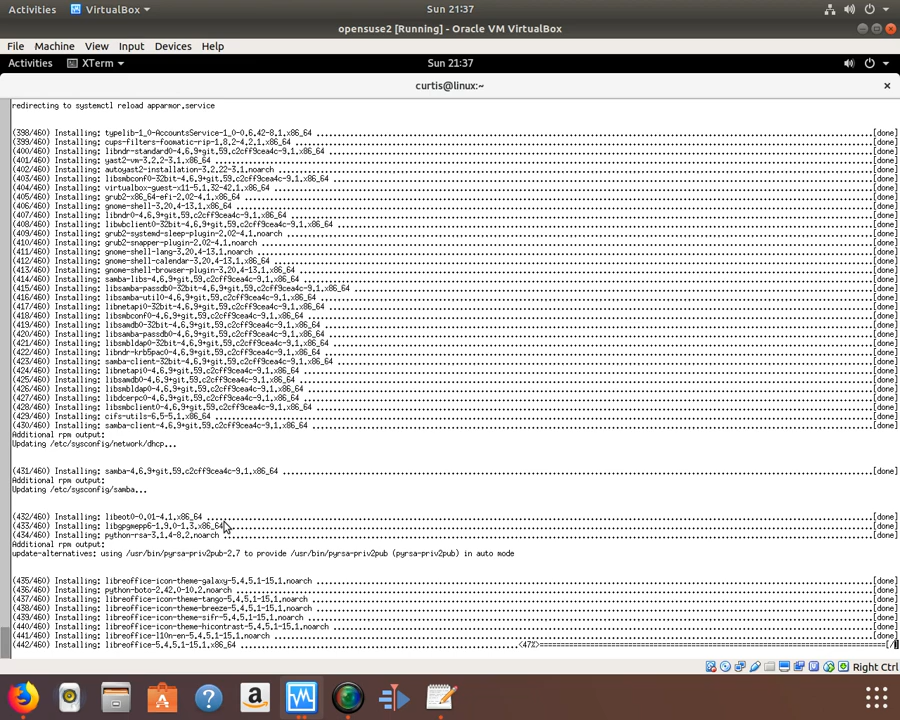 Activities VirtualBox Sun 21:37
opensuse2 [Running] - Oracle VM VirtualBox
File Machine View Input Devices Help
Activities XTerm Sun 21:37
curtis@linux:~
redirecting to systemctl reload apparmor.service
(398/460) Installing: typelib-1_0-AccountsService-1_0-0.6.42-8.1.x86_64 [done]
(399/460) Installing: cups-filters-foomatic-rip-1.8.2-4.2.1.x86_64 [done]
(400/460) Installing: libndr-standard0-4.6.9+git.59.c2cff9cea4c-9.1.x86_64 [done]
(401/460) Installing: yast2-vm-3.2.2-3.1.x86_64 [done]
(402/460) Installing: autoyast2-installation-3.2.22-3.1.noarch [done]
(403/460) Installing: libsmbconf0-32bit-4.6.9+git.59.c2cff9cea4c-9.1.x86_64 [done]
(404/460) Installing: virtualbox-guest-x11-5.1.32-42.1.x86_64 [done]
(405/460) Installing: grub2-x86_64-efi-2.02-4.1.x86_64 [done]
(406/460) Installing: gnome-shell-3.20.4-13.1.x86_64 [done]
(407/460) Installing: libndr0-4.6.9+git.59.c2cff9cea4c-9.1.x86_64 [done]
(408/460) Installing: libwbclient0-32bit-4.6.9+git.59.c2cff9cea4c-9.1.x86_64 [done]
(409/460) Installing: grub2-systemd-sleep-plugin-2.02-4.1.noarch [done]
(410/460) Installing: grub2-snapper-plugin-2.02-4.1.noarch [done]
(411/460) Installing: gnome-shell-lang-3.20.4-13.1.noarch [done]
(412/460) Installing: gnome-shell-calendar-3.20.4-13.1.x86_64 [done]
(413/460) Installing: gnome-shell-browser-plugin-3.20.4-13.1.x86_64 [done]
(414/460) Installing: samba-libs-4.6.9+git.59.c2cff9cea4c-9.1.x86_64 [done]
(415/460) Installing: libsamba-passdb0-32bit-4.6.9+git.59.c2cff9cea4c-9.1.x86_64 [done]
(416/460) Installing: libsamba-util0-4.6.9+git.59.c2cff9cea4c-9.1.x86_64 [done]
(417/460) Installing: libnetapi0-32bit-4.6.9+git.59.c2cff9cea4c-9.1.x86_64 [done]
(418/460) Installing: libsmbconf0-4.6.9+git.59.c2cff9cea4c-9.1.x86_64 [done]
(419/460) Installing: libsamdb0-32bit-4.6.9+git.59.c2cff9cea4c-9.1.x86_64 [done]
(420/460) Installing: libsamba-passdb0-4.6.9+git.59.c2cff9cea4c-9.1.x86_64 [done]
(421/460) Installing: libsmbldap0-32bit-4.6.9+git.59.c2cff9cea4c-9.1.x86_64 [done]
(422/460) Installing: libndr-krb5pac0-4.6.9+git.59.c2cff9cea4c-9.1.x86_64 [done]
(423/460) Installing: samba-client-32bit-4.6.9+git.59.c2cff9cea4c-9.1.x86_64 [done]
(424/460) Installing: libnetapi0-4.6.9+git.59.c2cff9cea4c-9.1.x86_64 [done]
(425/460) Installing: libsamdb0-4.6.9+git.59.c2cff9cea4c-9.1.x86_64 [done]
(426/460) Installing: libsmbldap0-4.6.9+git.59.c2cff9cea4c-9.1.x86_64 [done]
(427/460) Installing: libdcerpc0-4.6.9+git.59.c2cff9cea4c-9.1.x86_64 [done]
(428/460) Installing: libsmbclient0-4.6.9+git.59.c2cff9cea4c-9.1.x86_64 [done]
(429/460) Installing: cifs-utils-6.5-5.1.x86_64 [done]
(430/460) Installing: samba-client-4.6.9+git.59.c2cff9cea4c-9.1.x86_64 [done]
Additional rpm output:
Updating /etc/sysconfig/network/dhcp...
(431/460) Installing: samba-4.6.9+git.59.c2cff9cea4c-9.1.x86_64 [done]
Additional rpm output:
Updating /etc/sysconfig/samba...
(432/460) Installing: libeot0-0.01-4.1.x86_64 [done]
(433/460) Installing: libgpgmepp6-1.9.0-1.3.x86_64 [done]
(434/460) Installing: python-rsa-3.1.4-8.2.noarch [done]
Additional rpm output:
update-alternatives: using /usr/bin/pyrsa-priv2pub-2.7 to provide /usr/bin/pyrsa-priv2pub (pyrsa-priv2pub) in auto mode
(435/460) Installing: libreoffice-icon-theme-galaxy-5.4.5.1-15.1.noarch [done]
(436/460) Installing: python-boto-2.42.0-10.2.noarch [done]
(437/460) Installing: libreoffice-icon-theme-tango-5.4.5.1-15.1.noarch [done]
(438/460) Installing: libreoffice-icon-theme-breeze-5.4.5.1-15.1.noarch [done]
(439/460) Installing: libreoffice-icon-theme-sifr-5.4.5.1-15.1.noarch [done]
(440/460) Installing: libreoffice-icon-theme-hicontrast-5.4.5.1-15.1.noarch [done]
(441/460) Installing: libreoffice-l10n-en-5.4.5.1-15.1.noarch [done]
(442/460) Installing: libreoffice-5.4.5.1-15.1.x86_64 <47%>[/]
Right Ctrl